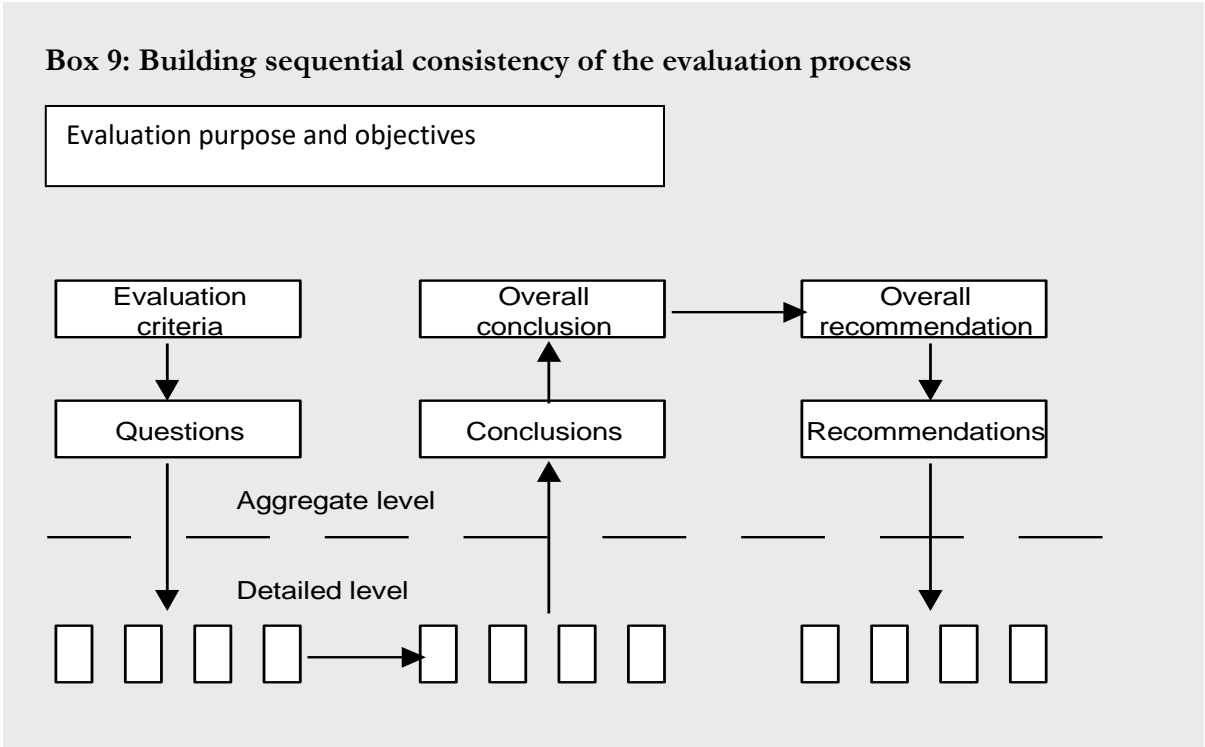 Box 9: Building sequential consistency of the evaluation process
Evaluation purpose and objectives
Evaluation
criteria
Overall
conclusion
Overall
recommendation
Questions
Conclusions
Recommendations
Aggregate level
Detailed level